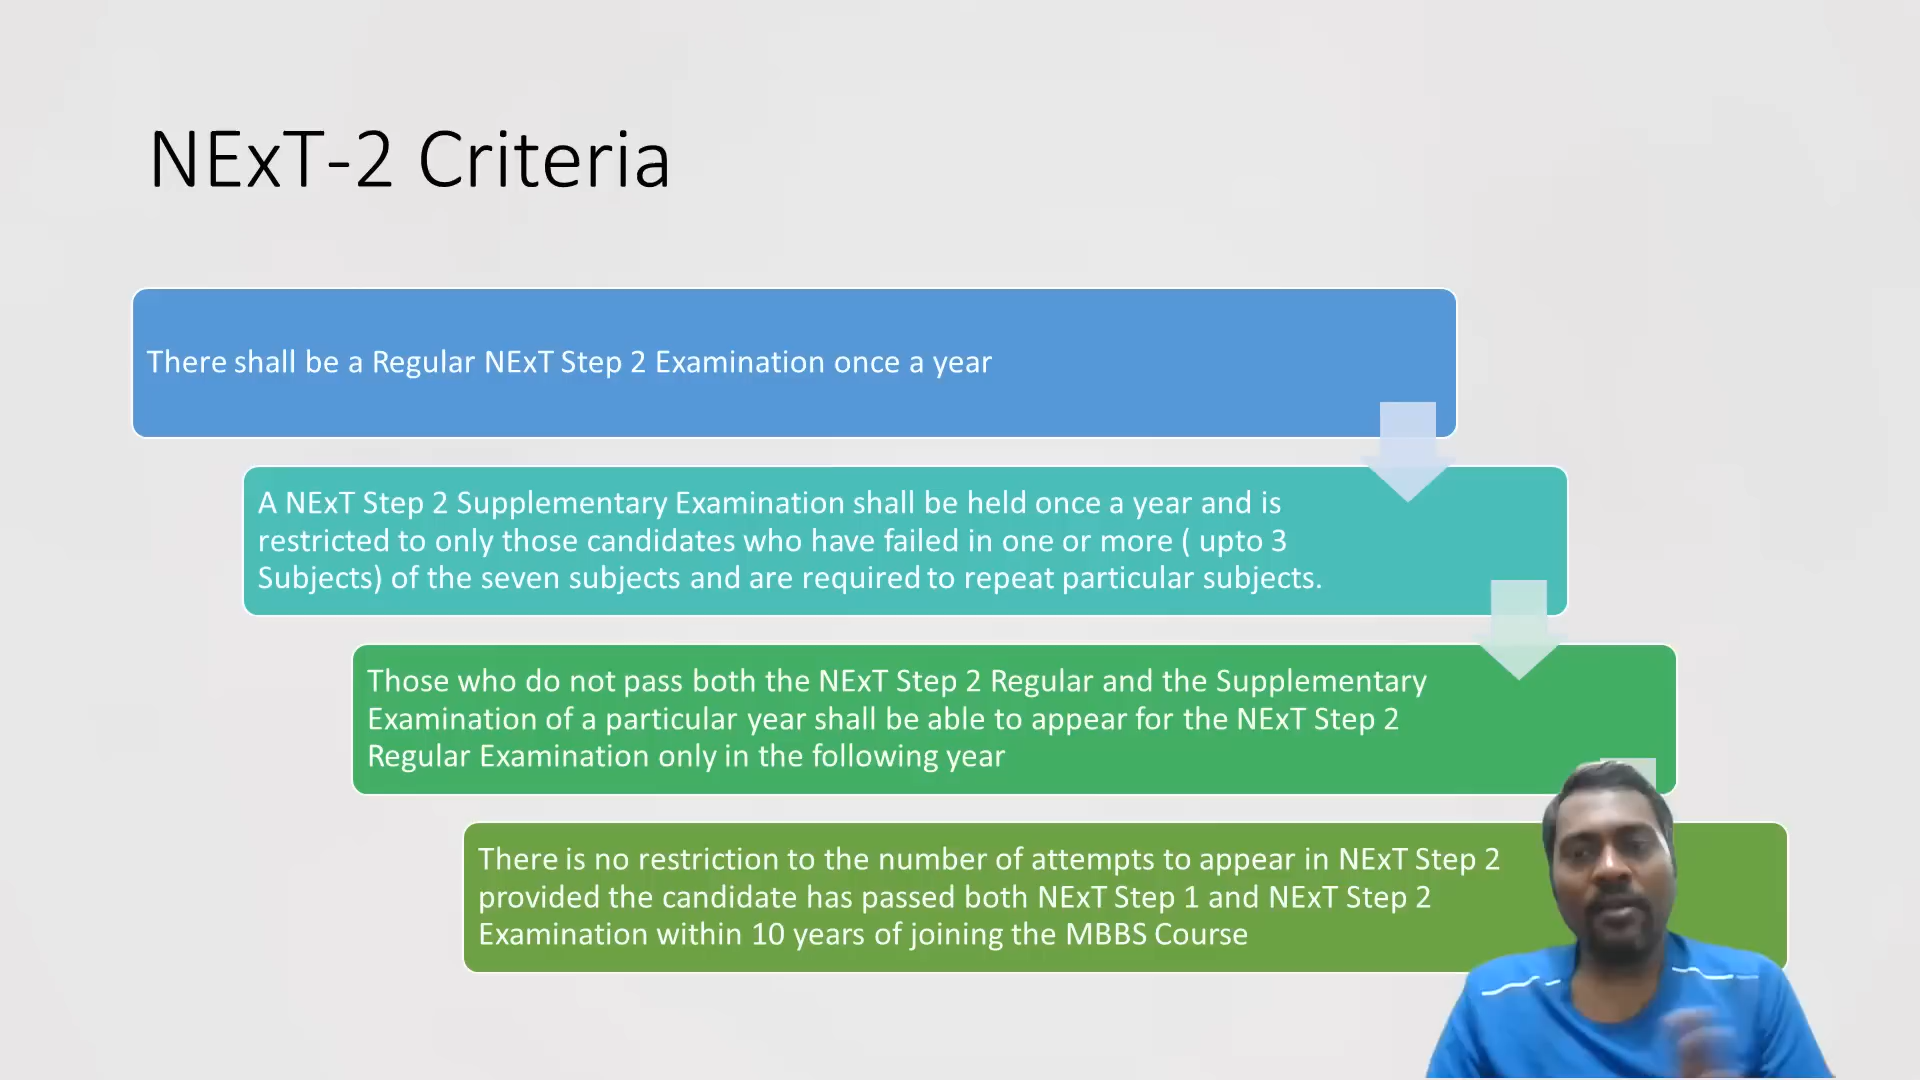 NExT-2 Criteria
There shall be a Regular NExT Step 2 Examination once a year
A NExT Step 2 Supplementary Examination shall be held once a year and is
restricted to only those candidates who have failed in one or more ( upto 3
Subjects) of the seven subjects and are required to repeat particular subjects.
Those who do not pass both the NExT Step 2 Regular and the Supplementary
Examination of a particular year shall be able to appear for the NExT Step 2
Regular Examination only in the following year
There is no restriction to the number of attempts to appear in NExT Step 2
provided the candidate has passed both NExT Step 1 and NExT Step 2
Examination within 10 years of joining the MBBS Course